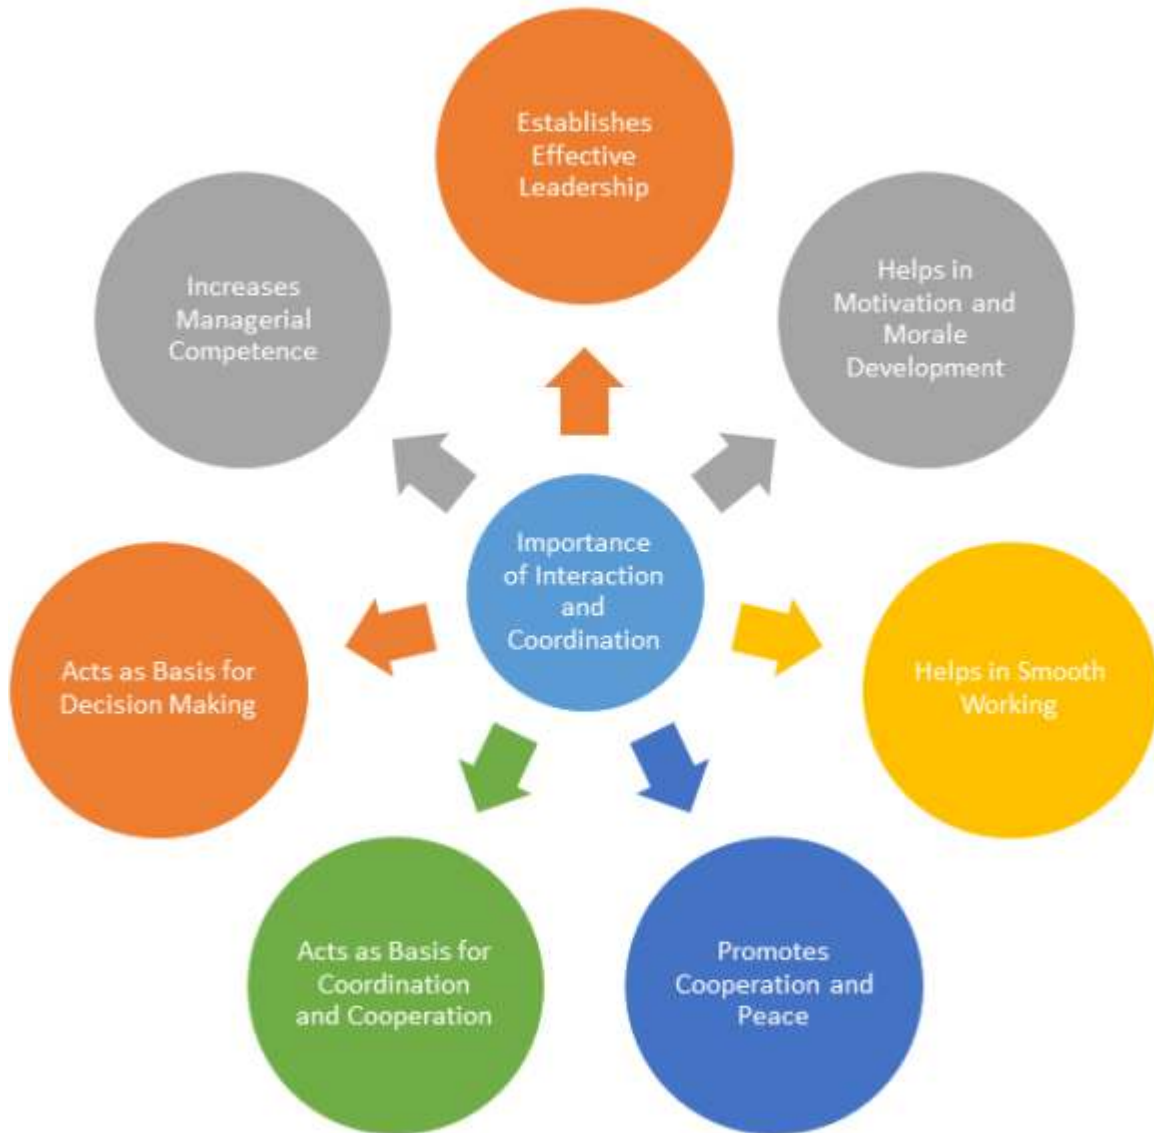 Establishes
Effective
Leadership
Helps in
Motivation and
Morale
Development
Helps in Smooth
Working
Promotes
Cooperation and
Peace
Acts as Basis for
Coordination
and Cooperation
Acts as Basis for
Decision Making
Increases
Managerial
Competence
Importance
of Interaction
and
Coordination